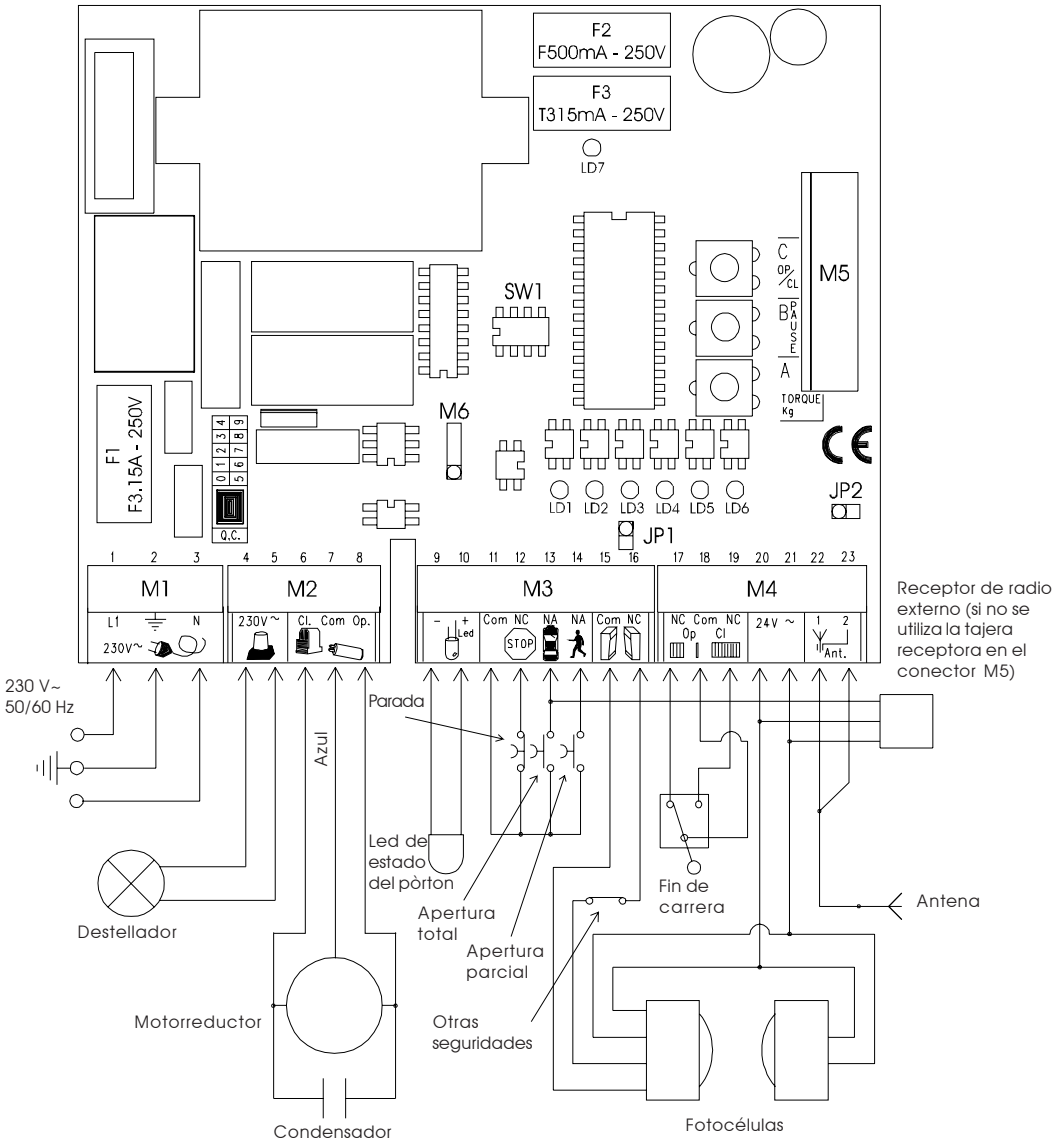 F2
F500mA - 250V
F3
T315mA - 250V
LD7
C
OP/CL
M5
B PAUSE
A
TORQUE
Kg
SW1
M6
F1
F3.15A - 250V
0 1 2 3 4
5 6 7 8 9
Q.C.
LD1 LD2 LD3 LD4 LD5 LD6
JP1
JP2
CE
1 2 3 4 5 6 7 8 9 10 11 12 13 14 15 16 17 18 19 20 21 22 23
M1 M2 M3 M4
L1 N
230V~
230V~ Cl. Com Op.
- + Led
Com NC NA NA Com NC
STOP
NC Com NC
Op Cl
24V ~
1 2
Ant.
Receptor de radio
externo (si no se
utiliza la tajera
receptora en el
conector M5)
230 V~
50/60 Hz
Parada
Azul
Led de
estado
del pòrton
Apertura
total
Apertura
parcial
Fin de
carrera
Antena
Destellador
Motorreductor
Otras
seguridades
Condensador
Fotocélulas